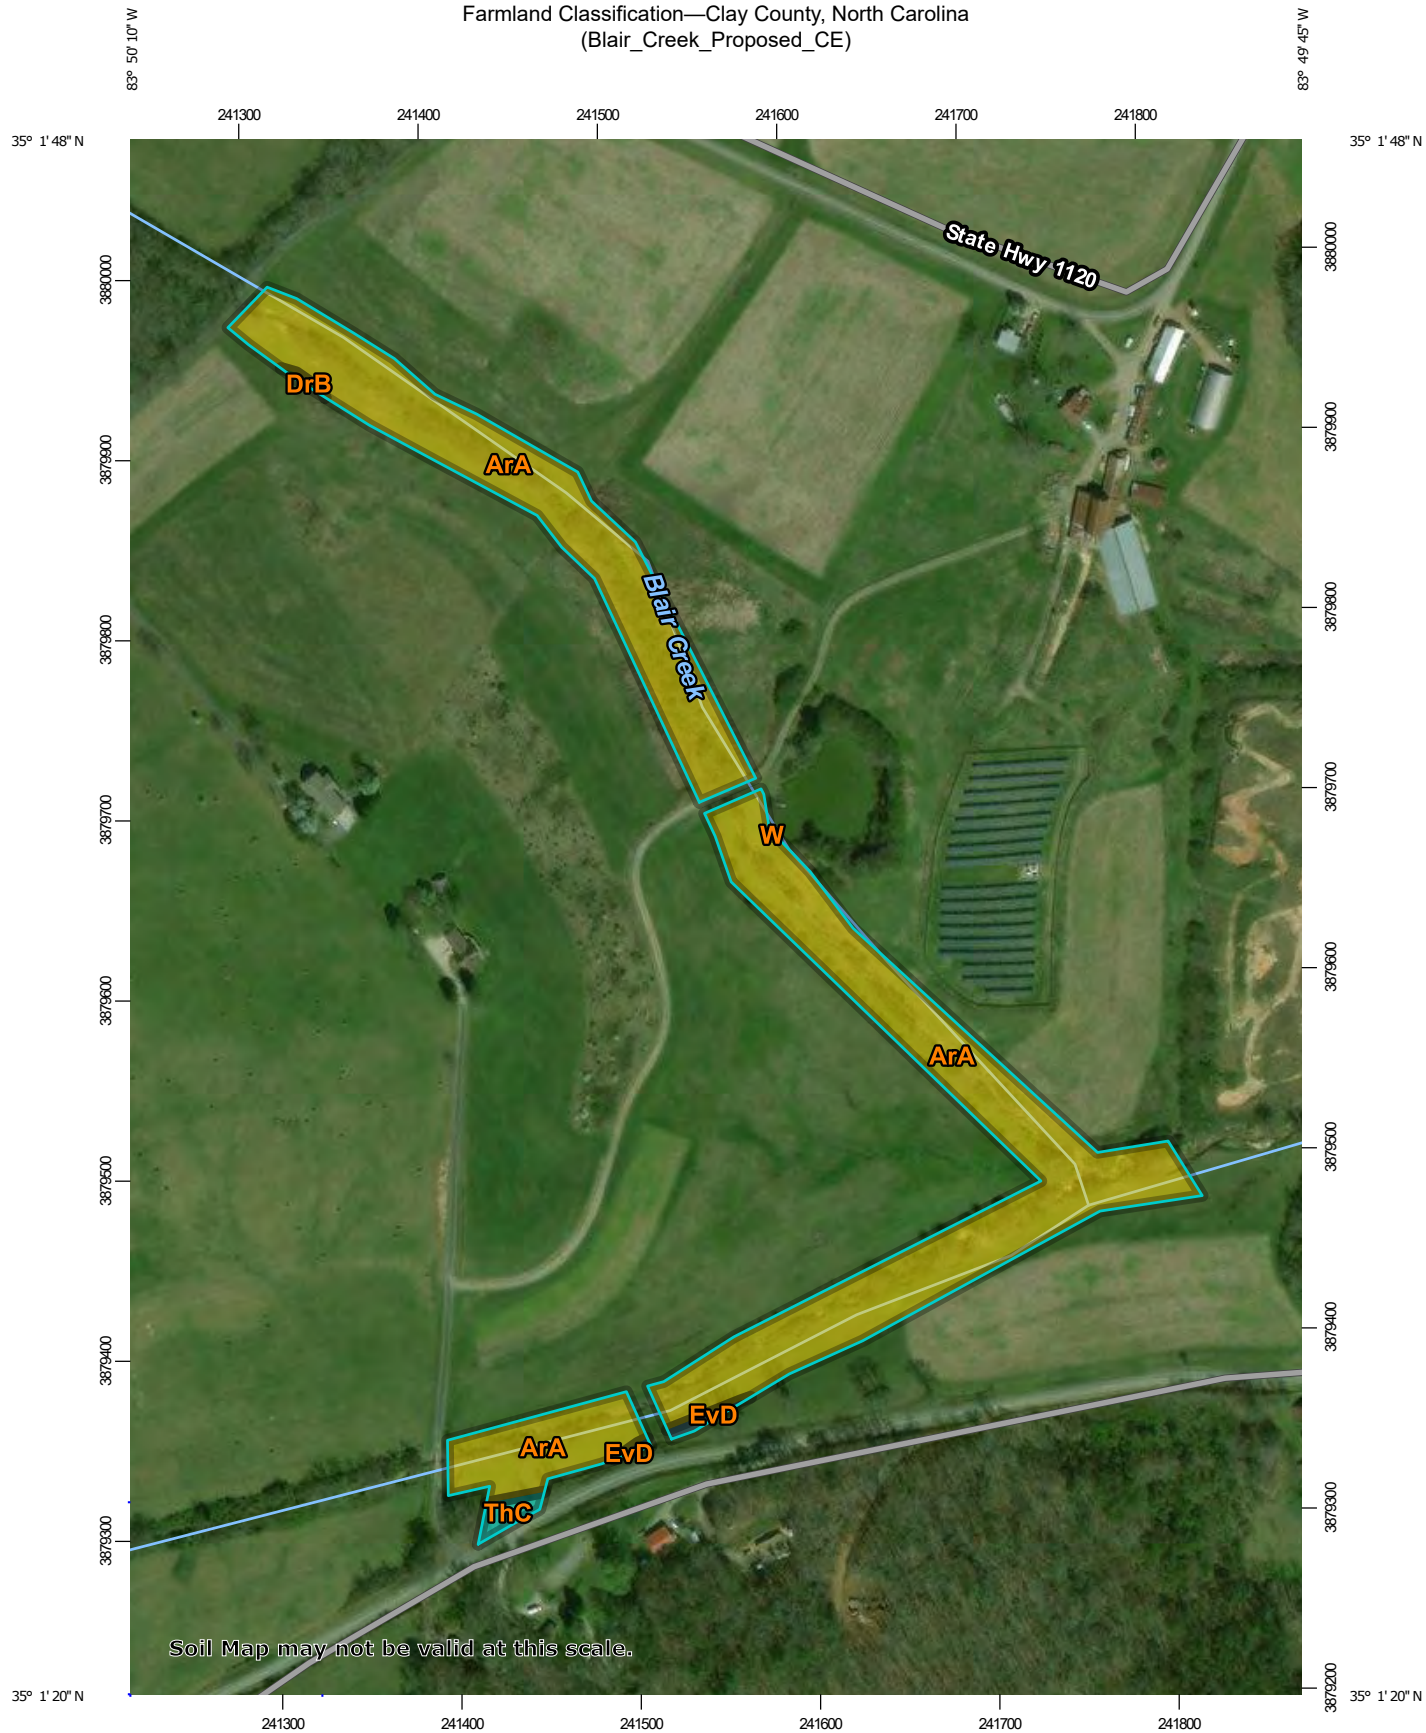 Farmland Classification—Clay County, North Carolina
(Blair_Creek_Proposed_CE)
83° 50' 10'' W
83° 49' 45'' W
241300
241400
241500
241600
241700
241800
35° 1' 48'' N
35° 1' 48'' N
State Hwy 1120
3880000
3880000
DrB
3879900
3879900
ArA
3879800
3879800
Blair Creek
3879700
3879700
W
3879600
3879600
ArA
3879500
3879500
3879400
3879400
EvD
ArA
EvD
ThC
3879300
3879300
Soil Map may not be valid at this scale.
3879200
35° 1' 20'' N
35° 1' 20'' N
241300
241400
241500
241600
241700
241800